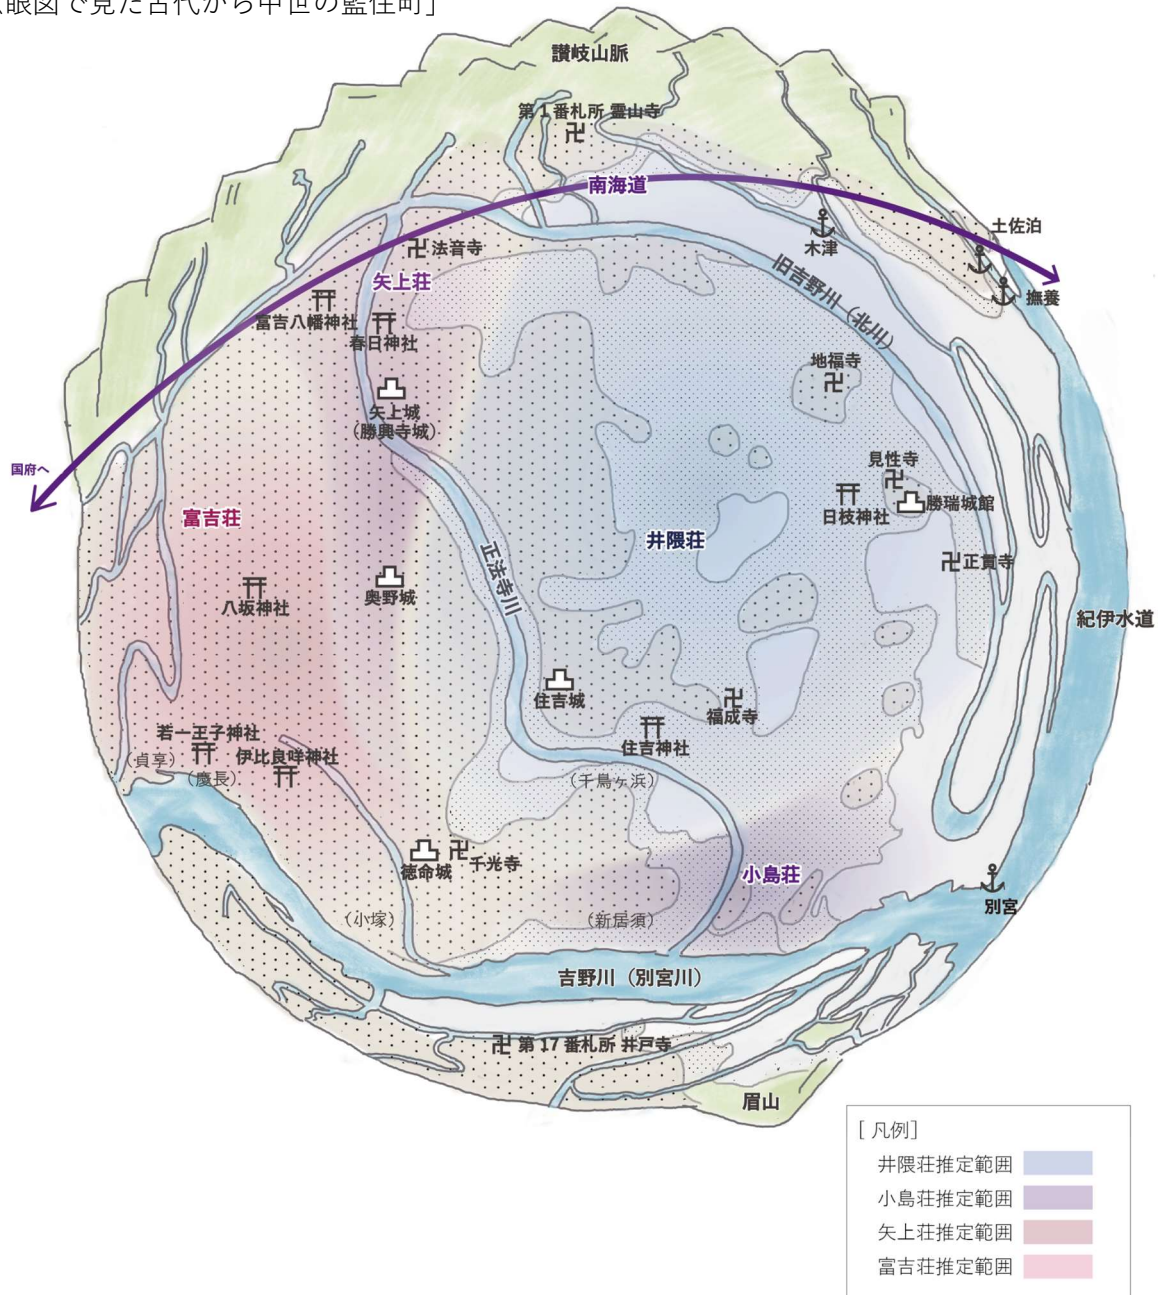 眼図で見た古代から中世の藍住町」
讃岐山脈
第1番札所 霊山寺
南海道
土佐泊
木津
撫養
法音寺
矢上荘
旧吉野川(北川)
富吉八幡神社
春日神社
地福寺
矢上城
(勝興寺城)
国府へ
見性寺
勝瑞城館
日枝神社
富吉荘
井隈荘
正法寺川
正貫寺
八坂神社
奥野城
紀伊水道
住吉城
福成寺
若一王子神社
住吉神社
(貞享)
伊比良咩神社
(慶長)
(千鳥ヶ浜)
徳命城
千光寺
小島荘
別宮
(小塚)
(新居須)
吉野川(別宮川)
第17番札所 井戸寺
眉山
[凡例]
井隈荘推定範囲
小島荘推定範囲
矢上荘推定範囲
富吉荘推定範囲